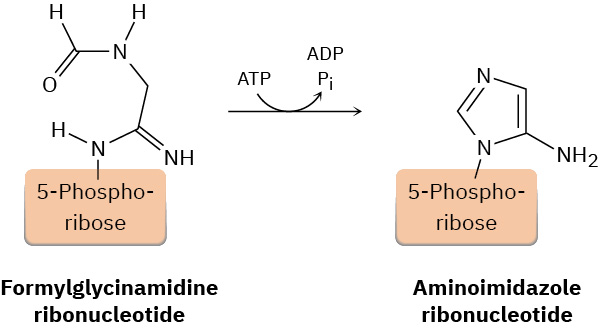 H
H
N
O
H
N
NH
5-Phospho-
ribose
Formylglycinamidine
ribonucleotide
ATP
ADP
Pi
N
N
NH2
5-Phospho-
ribose
Aminoimidazole
ribonucleotide